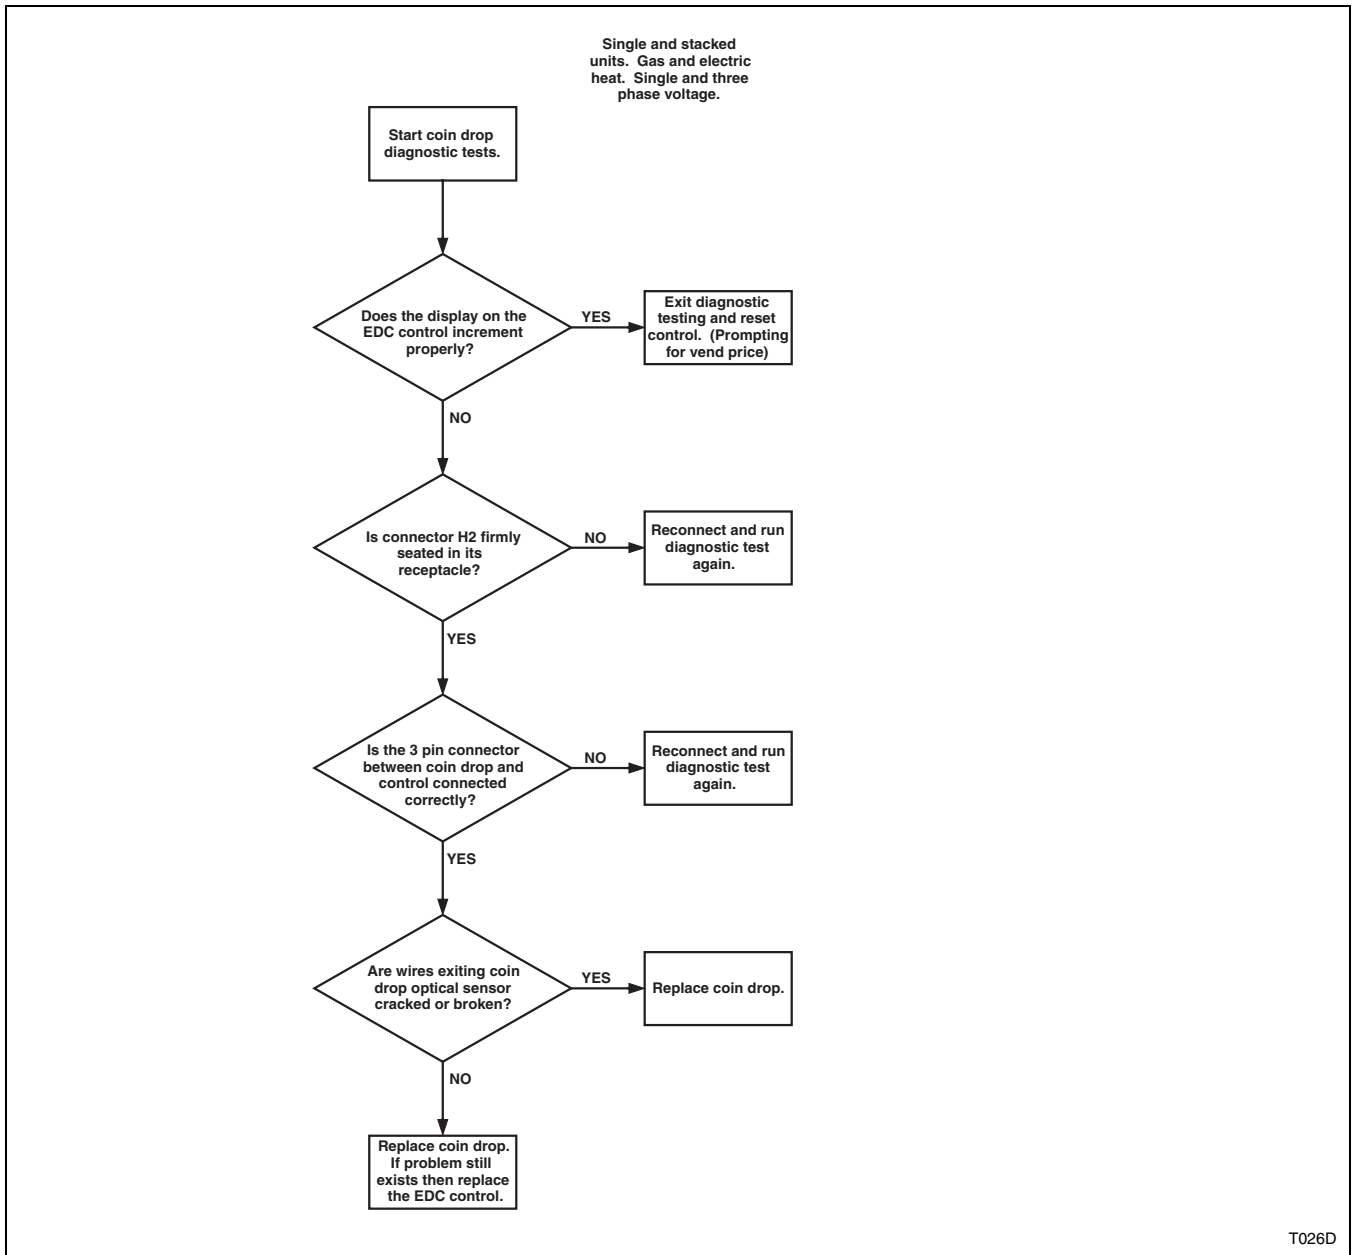 Single and stacked
units. Gas and electric
heat. Single and three
phase voltage.
Start coin drop
diagnostic tests.
Does the display on the
EDC control increment
properly?
YES
Exit diagnostic
testing and reset
control. (Prompting
for vend price)
NO
Is connector H2 firmly
seated in its
receptacle?
NO
Reconnect and run
diagnostic test
again.
YES
Is the 3 pin connector
between coin drop and
control connected
correctly?
NO
Reconnect and run
diagnostic test
again.
YES
Are wires exiting coin
drop optical sensor
cracked or broken?
YES
Replace coin drop.
NO
Replace coin drop.
If problem still
exists then replace
the EDC control.
T026D